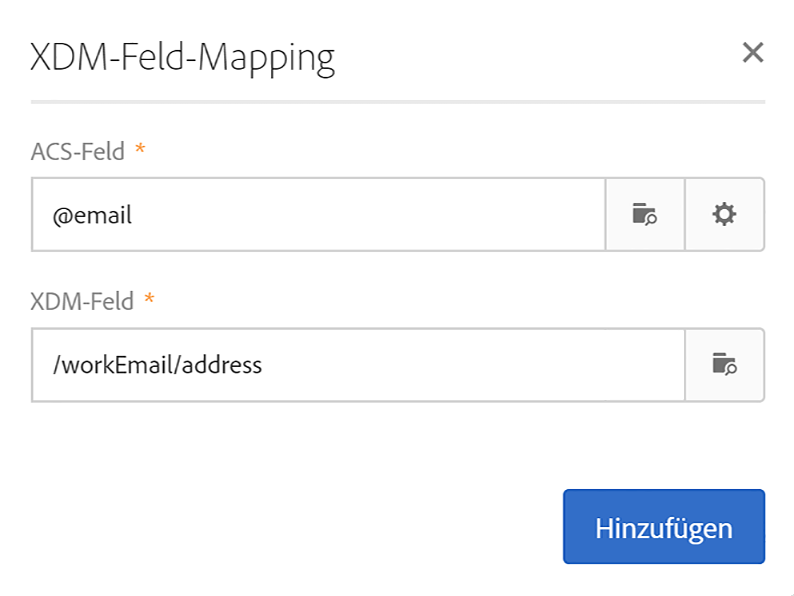 XDM-Feld-Mapping
ACS-Feld *
@email
XDM-Feld *
/workEmail/address
Hinzufügen